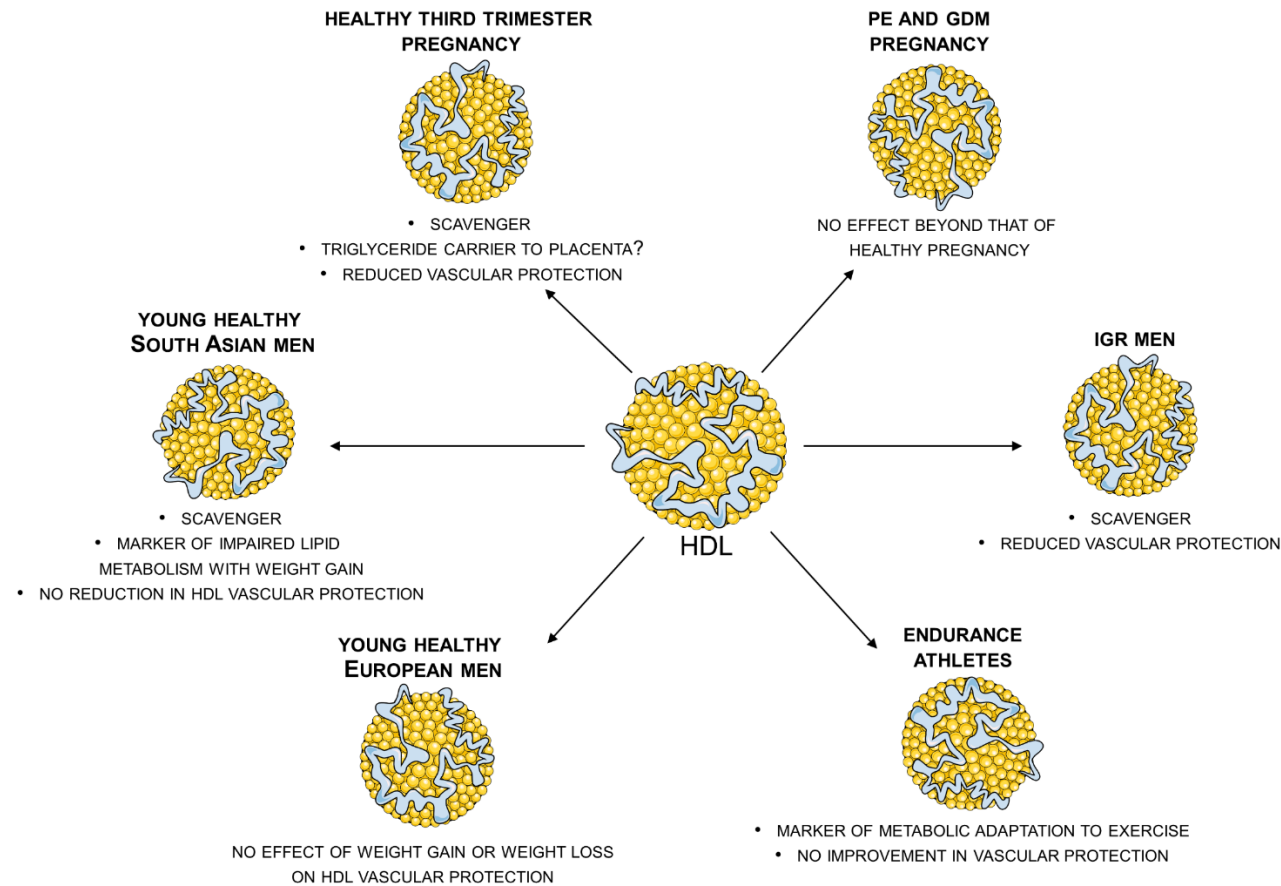 HEALTHY THIRD TRIMESTER
PREGNANCY
• SCAVENGER
• TRIGLYCERIDE CARRIER TO PLACENTA?
• REDUCED VASCULAR PROTECTION
PE AND GDM
PREGNANCY
NO EFFECT BEYOND THAT OF
HEALTHY PREGNANCY
YOUNG HEALTHY
SOUTH ASIAN MEN
• SCAVENGER
• MARKER OF IMPAIRED LIPID
METABOLISM WITH WEIGHT GAIN
• NO REDUCTION IN HDL VASCULAR PROTECTION
HDL
IGR MEN
• SCAVENGER
• REDUCED VASCULAR PROTECTION
YOUNG HEALTHY
EUROPEAN MEN
NO EFFECT OF WEIGHT GAIN OR WEIGHT LOSS
ON HDL VASCULAR PROTECTION
ENDURANCE
ATHLETES
• MARKER OF METABOLIC ADAPTATION TO EXERCISE
• NO IMPROVEMENT IN VASCULAR PROTECTION